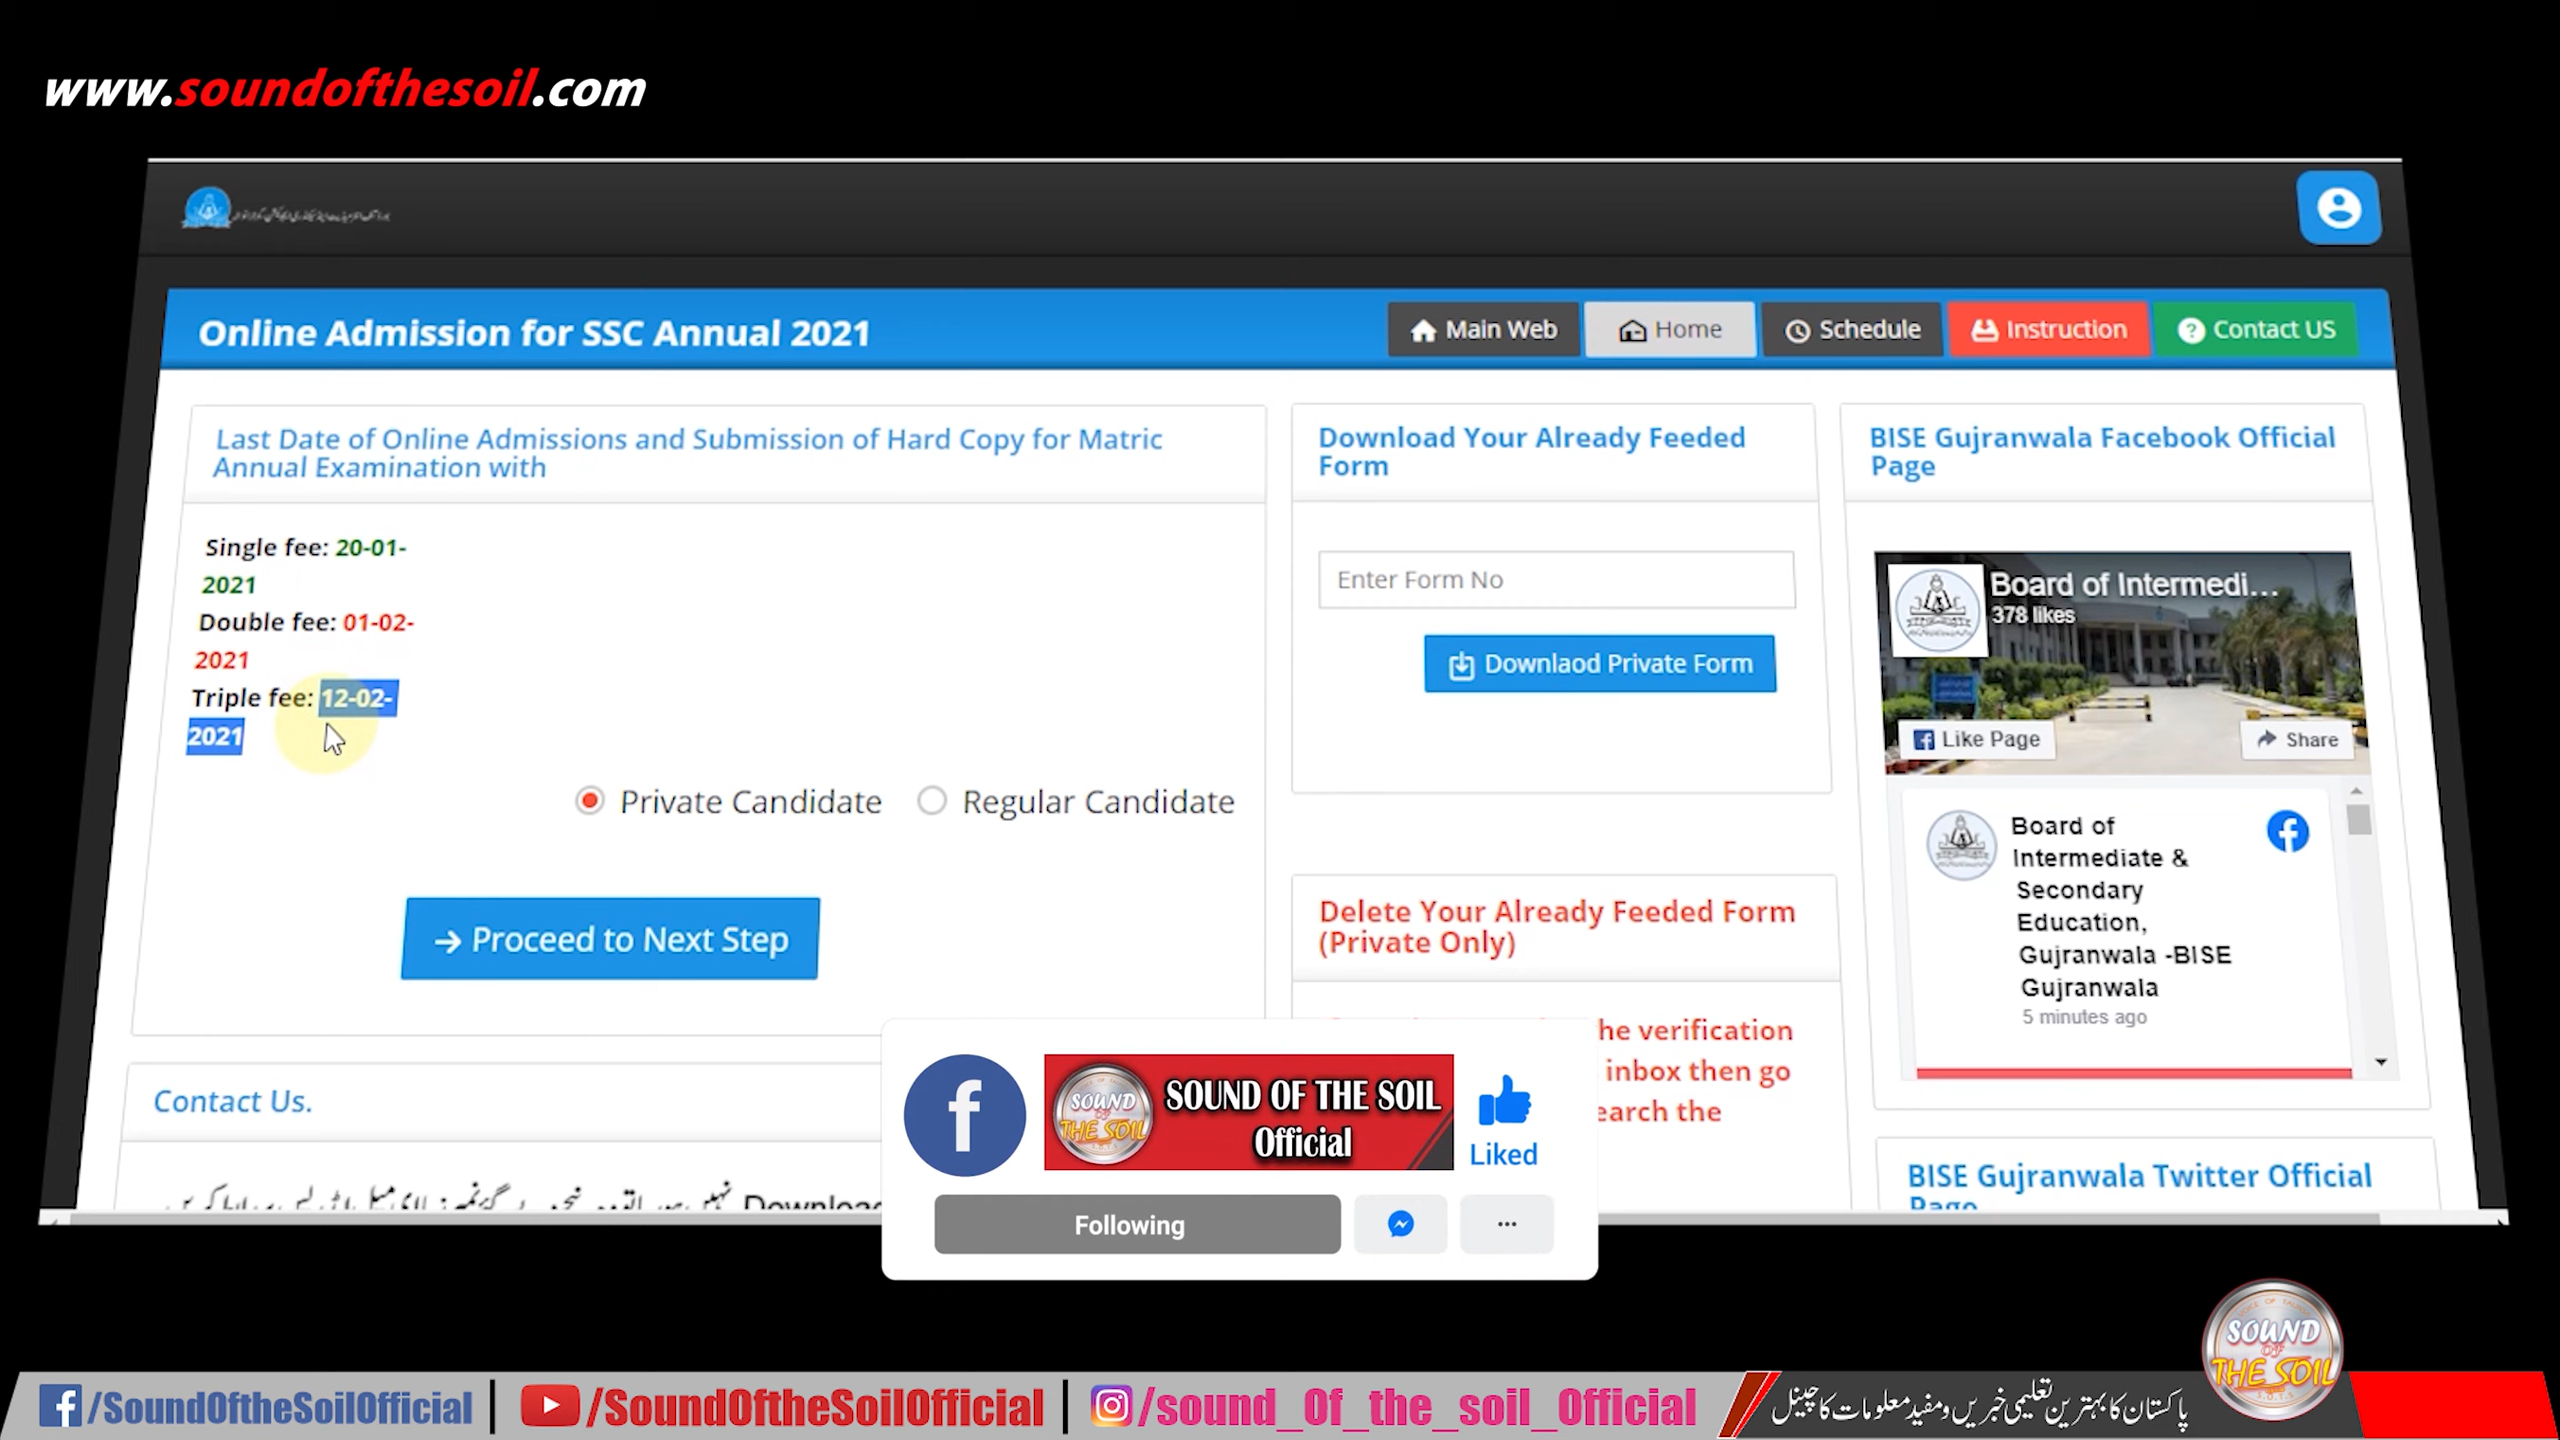 www.soundofthesoil.com
Online Admission for SSC Annual 2021
Main Web
Home
Schedule
Instruction
Contact US
Last Date of Online Admissions and Submission of Hard Copy for Matric
Annual Examination with
Single fee: 20-01-
2021
Double fee: 01-02-
2021
Triple fee: 12-02-
2021
Private Candidate
Regular Candidate
Proceed to Next Step
Contact Us.
Download Your Already Feeded
Form
Enter Form No
Downlaod Private Form
Delete Your Already Feeded Form
(Private Only)
he verification
inbox then go
earch the
BISE Gujranwala Facebook Official
Page
Board of Intermedi...
378 likes
Like Page
Share
Board of
Intermediate &
Secondary
Education,
Gujranwala -BISE
Gujranwala
5 minutes ago
BISE Gujranwala Twitter Official
Page
SOUND
OF
THE SOIL
SOUND OF THE SOIL
Official
Liked
Following
SOUND
OF
THE SOIL
/SoundOftheSoilOfficial
/SoundOftheSoilOfficial
/sound_Of_the_soil_Official
پاکستان کا بہترین تعلیمی خبریں و مفید معلومات کا چینل